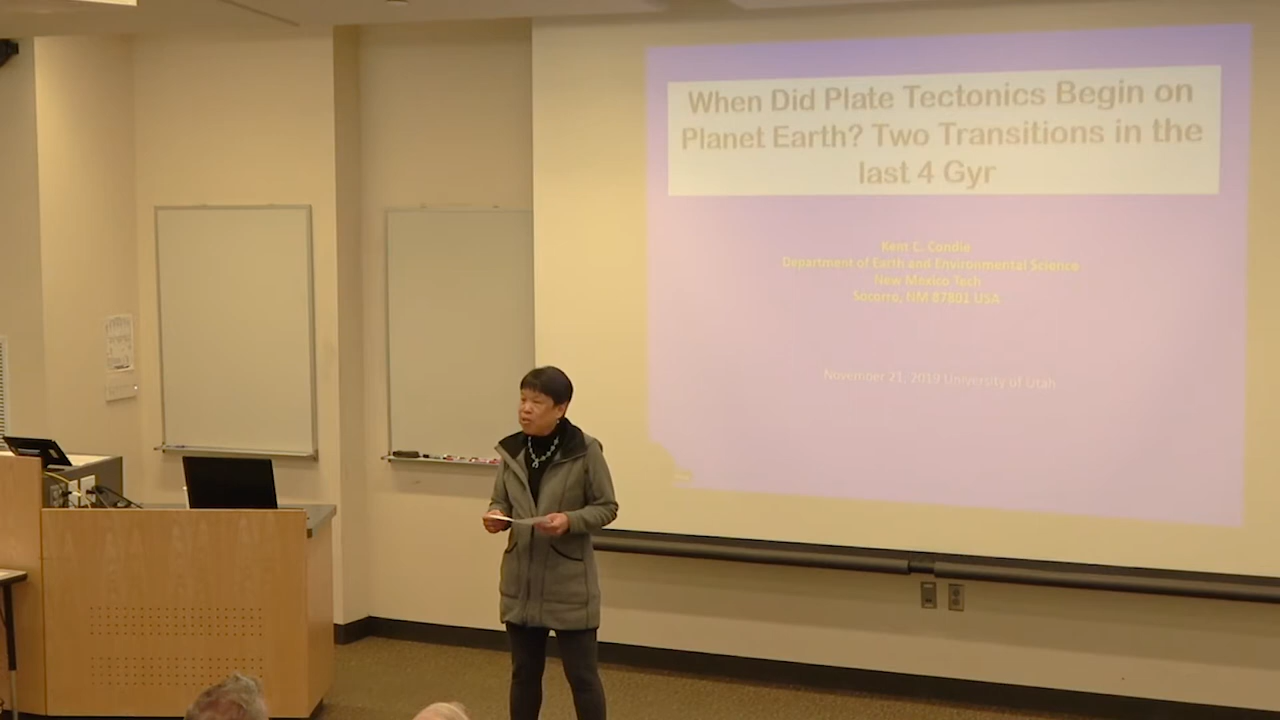 When Did Plate Tectonics Begin on
Planet Earth? Two Transitions in the
last 4 Gyr
Kent C. Condie
Department of Earth and Environmental Science
New Mexico Tech
Socorro, NM 87801 USA
November 21, 2019 University of Utah